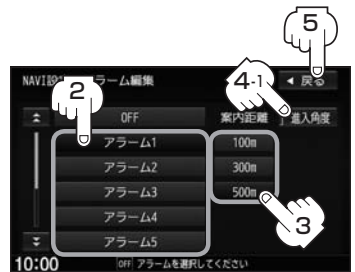 5
2
4-1
NAVI設 ラーム編集
◀ 戻る
OFF
案内距離
進入角度
アラーム1
100m
アラーム2
300m
アラーム3
500m
3
アラーム4
アラーム5
10:00
OFF アラームを選択してください